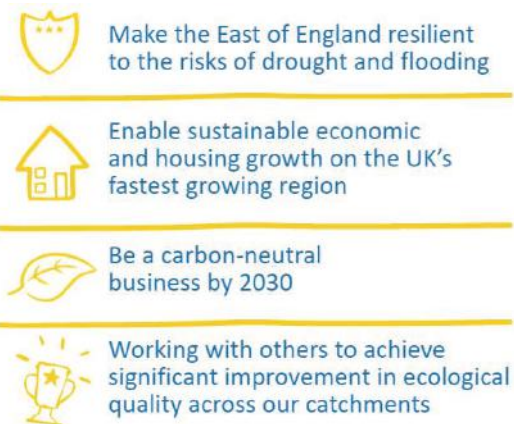 Make the East of England resilient
to the risks of drought and flooding
Enable sustainable economic
and housing growth on the UK's
fastest growing region
Be a carbon-neutral
business by 2030
Working with others to achieve
significant improvement in ecological
quality across our catchments